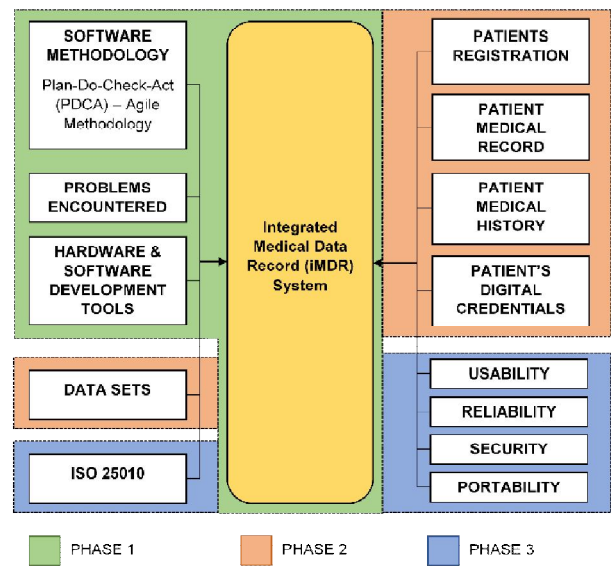 SOFTWARE
METHODOLOGY
Plan-Do-Check-Act
(PDCA) – Agile
Methodology
PROBLEMS
ENCOUNTERED
HARDWARE &
SOFTWARE
DEVELOPMENT
TOOLS
DATA SETS
ISO 25010
Integrated
Medical Data
Record (iMDR)
System
PATIENTS
REGISTRATION
PATIENT
MEDICAL
RECORD
PATIENT
MEDICAL
HISTORY
PATIENT'S
DIGITAL
CREDENTIALS
USABILITY
RELIABILITY
SECURITY
PORTABILITY
PHASE 1
PHASE 2
PHASE 3